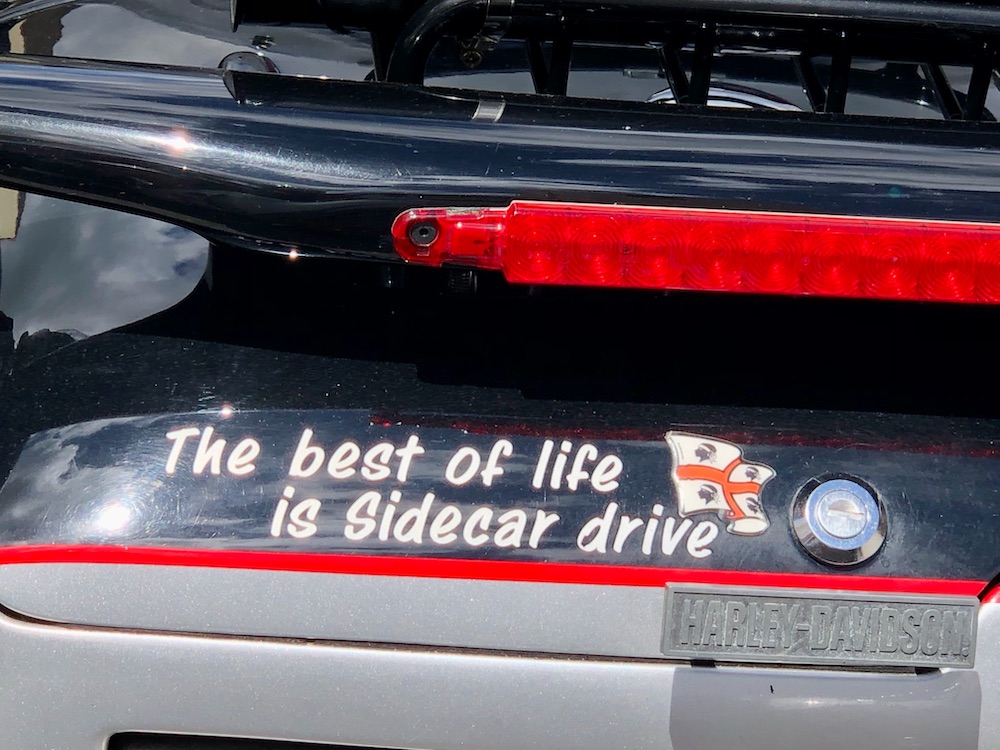 The best of life
is Sidecar drive
HARLEY-DAVIDSON